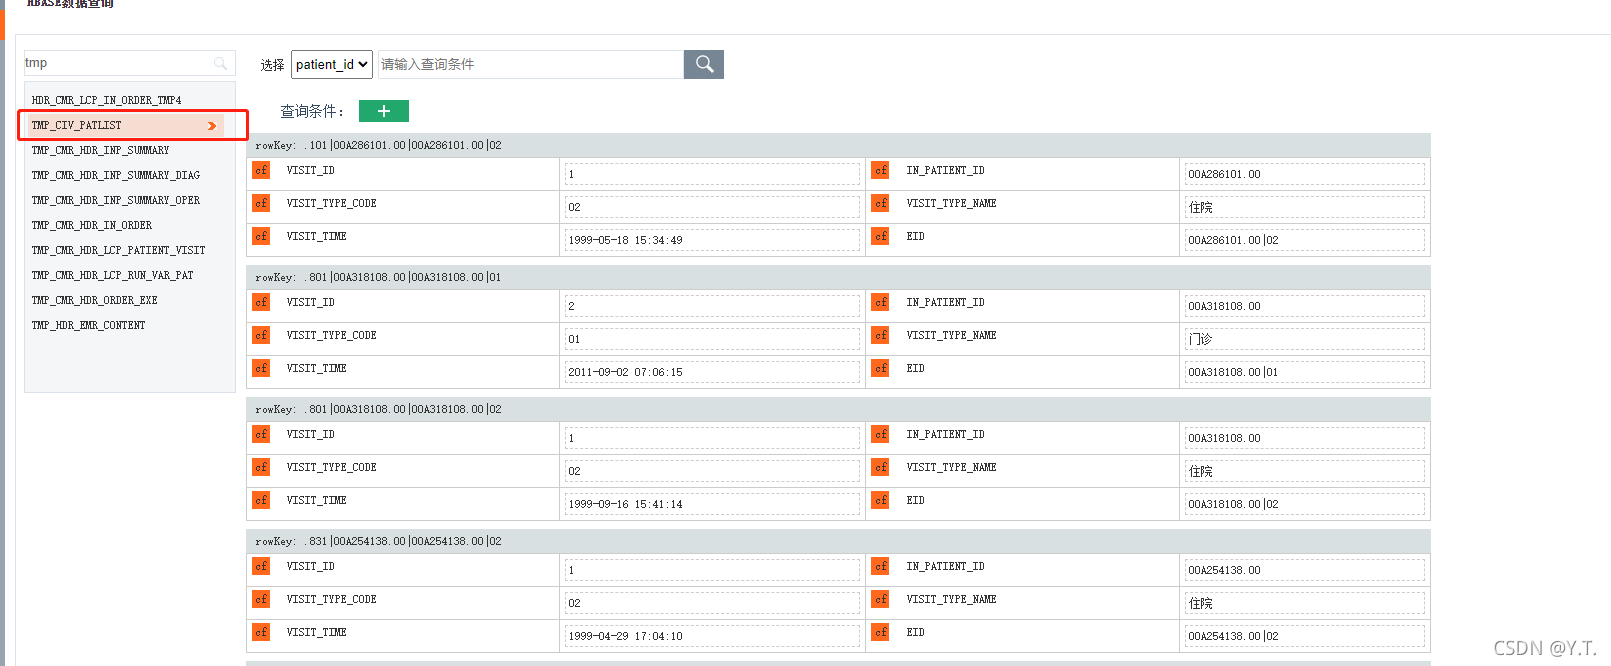 HBASE数据查询
tmp
选择 patient_id 请输入查询条件
查询条件： +
HDR_CMR_LCP_IN_ORDER_TMP4
TMP_CIV_PATLIST
TMP_CMR_HDR_INP_SUMMARY
TMP_CMR_HDR_INP_SUMMARY_DIAG
TMP_CMR_HDR_INP_SUMMARY_OPER
TMP_CMR_HDR_IN_ORDER
TMP_CMR_HDR_LCP_PATIENT_VISIT
TMP_CMR_HDR_LCP_RUN_VAR_PAT
TMP_CMR_HDR_ORDER_EXE
TMP_HDR_EMR_CONTENT
rowKey: .101|00A286101.00|00A286101.00|02
cf VISIT_ID 1 cf IN_PATIENT_ID 00A286101.00
cf VISIT_TYPE_CODE 02 cf VISIT_TYPE_NAME 住院
cf VISIT_TIME 1999-05-18 15:34:49 cf EID 00A286101.00|02
rowKey: .801|00A318108.00|00A318108.00|01
cf VISIT_ID 2 cf IN_PATIENT_ID 00A318108.00
cf VISIT_TYPE_CODE 01 cf VISIT_TYPE_NAME 门诊
cf VISIT_TIME 2011-09-02 07:06:15 cf EID 00A318108.00|01
rowKey: .801|00A318108.00|00A318108.00|02
cf VISIT_ID 1 cf IN_PATIENT_ID 00A318108.00
cf VISIT_TYPE_CODE 02 cf VISIT_TYPE_NAME 住院
cf VISIT_TIME 1999-09-16 15:41:14 cf EID 00A318108.00|02
rowKey: .831|00A254138.00|00A254138.00|02
cf VISIT_ID 1 cf IN_PATIENT_ID 00A254138.00
cf VISIT_TYPE_CODE 02 cf VISIT_TYPE_NAME 住院
cf VISIT_TIME 1999-04-29 17:04:10 cf EID 00A254138.00|02
CSDN @Y.T.